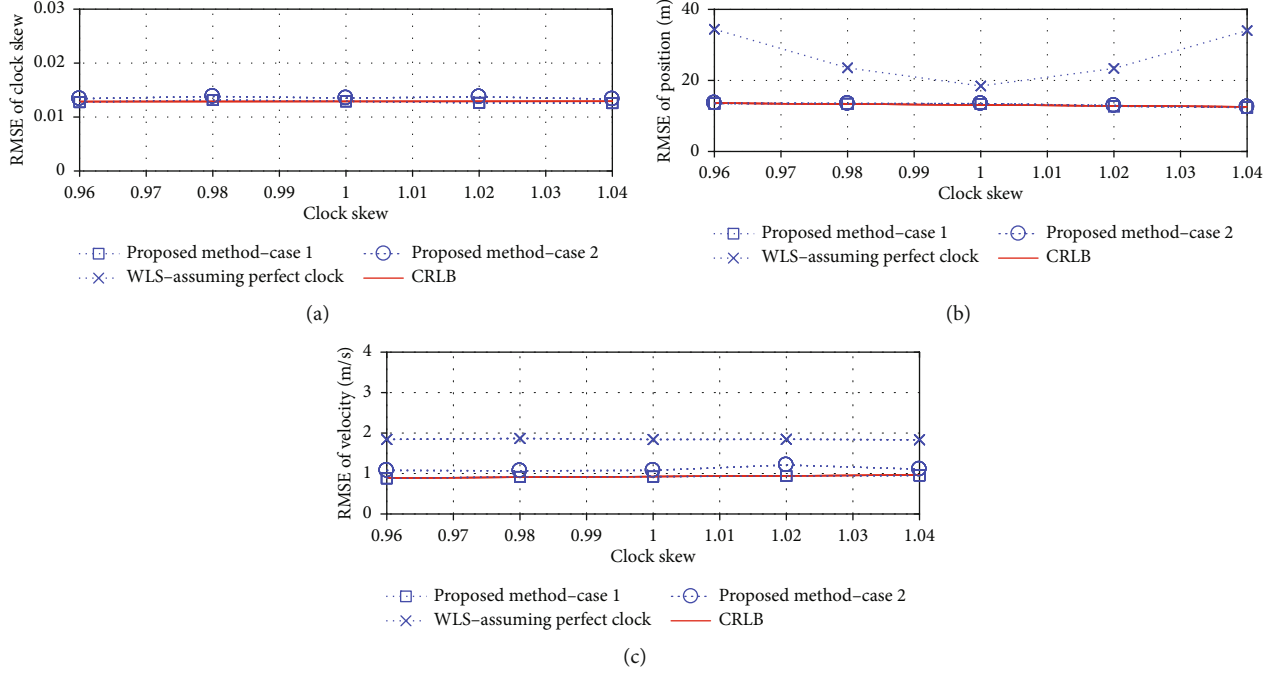 RMSE of clock skew
0.03
0.02
0.01
0
0.96 0.97 0.98 0.99 1 1.01 1.02 1.03 1.04
Clock skew
Proposed method–case 1 Proposed method–case 2
WLS–assuming perfect clock CRLB
(a)
RMSE of position (m)
40
20
0
0.96 0.97 0.98 0.99 1 1.01 1.02 1.03 1.04
Clock skew
Proposed method–case 1 Proposed method–case 2
WLS–assuming perfect clock CRLB
(b)
RMSE of velocity (m/s)
4
3
2
1
0
0.96 0.97 0.98 0.99 1 1.01 1.02 1.03 1.04
Clock skew
Proposed method–case 1 Proposed method–case 2
WLS–assuming perfect clock CRLB
(c)